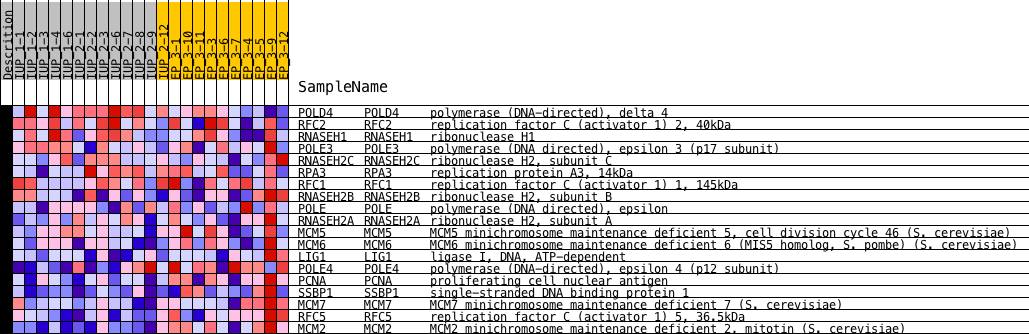 Descrition
IUP_1-1
IUP_1-2
IUP_1-3
IUP_1-4
IUP_1-6
IUP_2-1
IUP_2-2
IUP_2-3
IUP_2-6
IUP_2-7
IUP_2-8
IUP_2-9
IUP_2-12
EP_3-1
EP_3-10
EP_3-11
EP_3-3
EP_3-6
EP_3-7
EP_3-4
EP_3-5
EP_3-9
EP_3-12
SampleName
POLD4 POLD4 polymerase (DNA-directed), delta 4
RFC2 RFC2 replication factor C (activator 1) 2, 40kDa
RNASEH1 RNASEH1 ribonuclease H1
POLE3 POLE3 polymerase (DNA directed), epsilon 3 (p17 subunit)
RNASEH2C RNASEH2C ribonuclease H2, subunit C
RPA3 RPA3 replication protein A3, 14kDa
RFC1 RFC1 replication factor C (activator 1) 1, 145kDa
RNASEH2B RNASEH2B ribonuclease H2, subunit B
POLE POLE polymerase (DNA directed), epsilon
RNASEH2A RNASEH2A ribonuclease H2, subunit A
MCM5 MCM5 MCM5 minichromosome maintenance deficient 5, cell division cycle 46 (S. cerevisiae)
MCM6 MCM6 MCM6 minichromosome maintenance deficient 6 (MIS5 homolog, S. pombe) (S. cerevisiae)
LIG1 LIG1 ligase I, DNA, ATP-dependent
POLE4 POLE4 polymerase (DNA-directed), epsilon 4 (p12 subunit)
PCNA PCNA proliferating cell nuclear antigen
SSBP1 SSBP1 single-stranded DNA binding protein 1
MCM7 MCM7 MCM7 minichromosome maintenance deficient 7 (S. cerevisiae)
RFC5 RFC5 replication factor C (activator 1) 5, 36.5kDa
MCM2 MCM2 MCM2 minichromosome maintenance deficient 2, mitotin (S. cerevisiae)